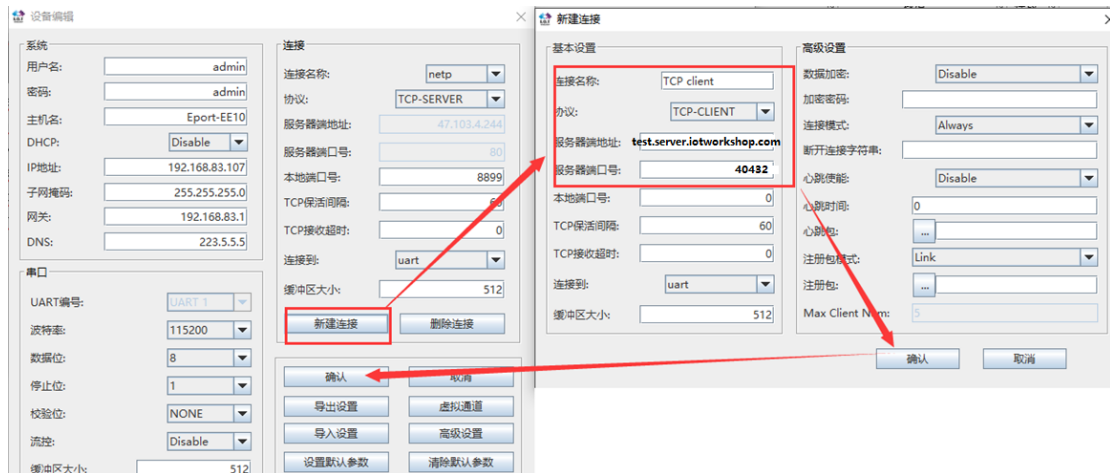 设备编辑
系统
用户名: admin
密码: admin
主机名: Eport-EE10
DHCP: Disable
IP地址: 192.168.83.107
子网掩码: 255.255.255.0
网关: 192.168.83.1
DNS: 223.5.5.5
串口
UART编号: UART 1
波特率: 115200
数据位: 8
停止位: 1
校验位: NONE
流控: Disable
缓冲区大小: 512
连接
连接名称: netp
协议: TCP-SERVER
服务器端地址: 47.103.4.244
服务器端口号: 80
本地端口号: 8899
TCP保活间隔: 60
TCP接收超时: 0
连接到: uart
缓冲区大小: 512
新建连接 删除连接
确认 取消
导出设置 虚拟通道
导入设置 高级设置
设置默认参数 清除默认参数
新建连接
基本设置
连接名称: TCP client
协议: TCP-CLIENT
服务器端地址: test.server.iotworkshop.com
服务器端口号: 40432
本地端口号: 0
TCP保活间隔: 60
TCP接收超时: 0
连接到: uart
缓冲区大小: 512
高级设置
数据加密: Disable
加密密码:
连接模式: Always
断开连接字符串:
心跳使能: Disable
心跳时间: 0
心跳包: ...
注册包模式: Link
注册包: ...
Max Client Num: 5
确认 取消